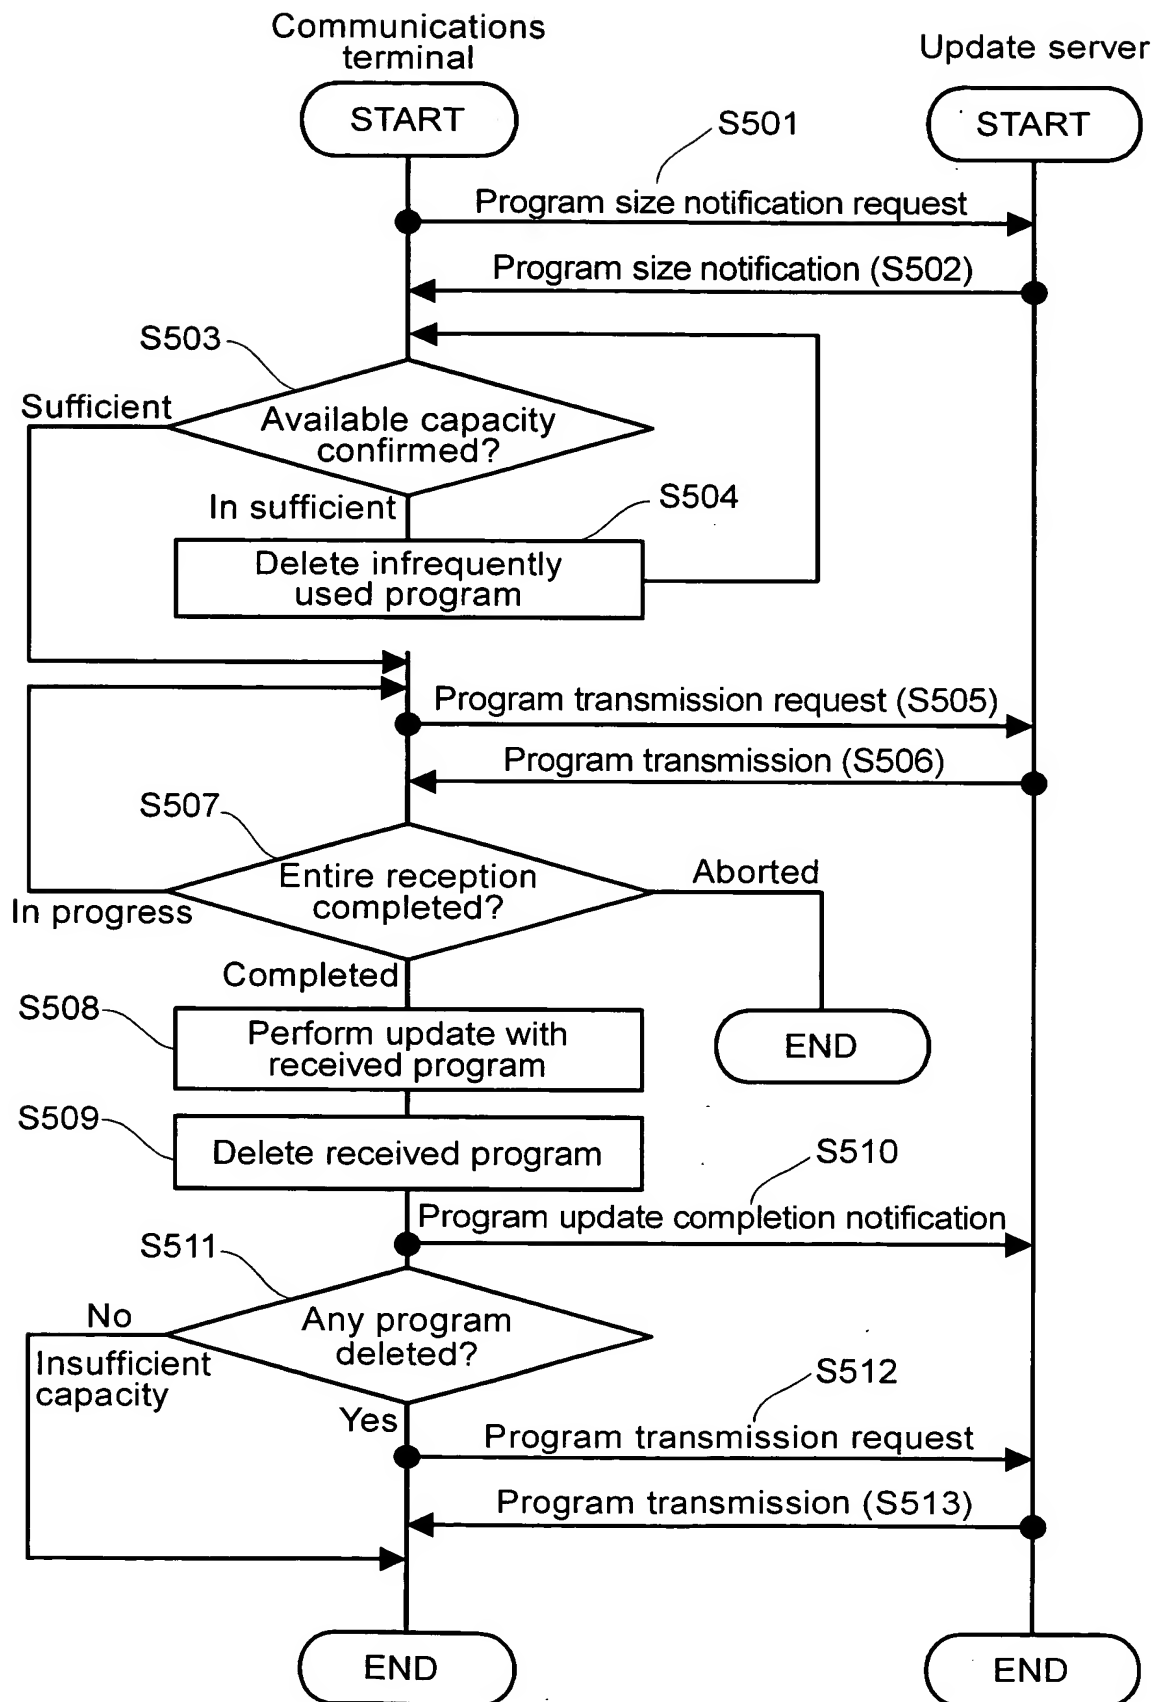 Communications
terminal
Update server
START
START
S501
Program size notification request
Program size notification (S502)
S503
Sufficient
Available capacity
confirmed?
In sufficient
S504
Delete infrequently
used program
Program transmission request (S505)
Program transmission (S506)
S507
Entire reception
completed?
Aborted
In progress
Completed
S508
Perform update with
received program
END
S509
Delete received program
S510
Program update completion notification
S511
No
Any program
deleted?
Insufficient
capacity
S512
Yes
Program transmission request
Program transmission (S513)
END
END